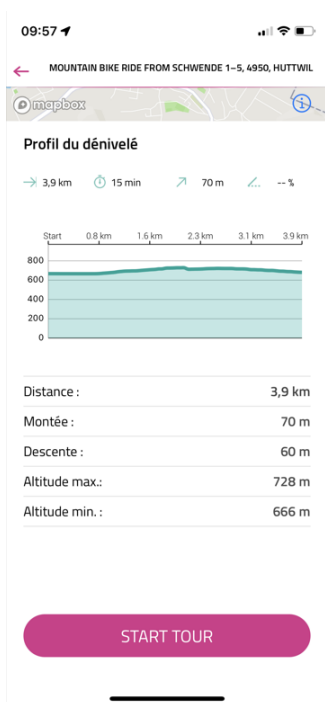 09:57
MOUNTAIN BIKE RIDE FROM SCHWENDE 1–5, 4950, HUTTWIL
mapbox
Profil du dénivelé
3,9 km 15 min 70 m -- %
Start 0.8 km 1.6 km 2.3 km 3.1 km 3.9 km
800
600
400
200
0
Distance : 3,9 km
Montée : 70 m
Descente : 60 m
Altitude max.: 728 m
Altitude min. : 666 m
START TOUR